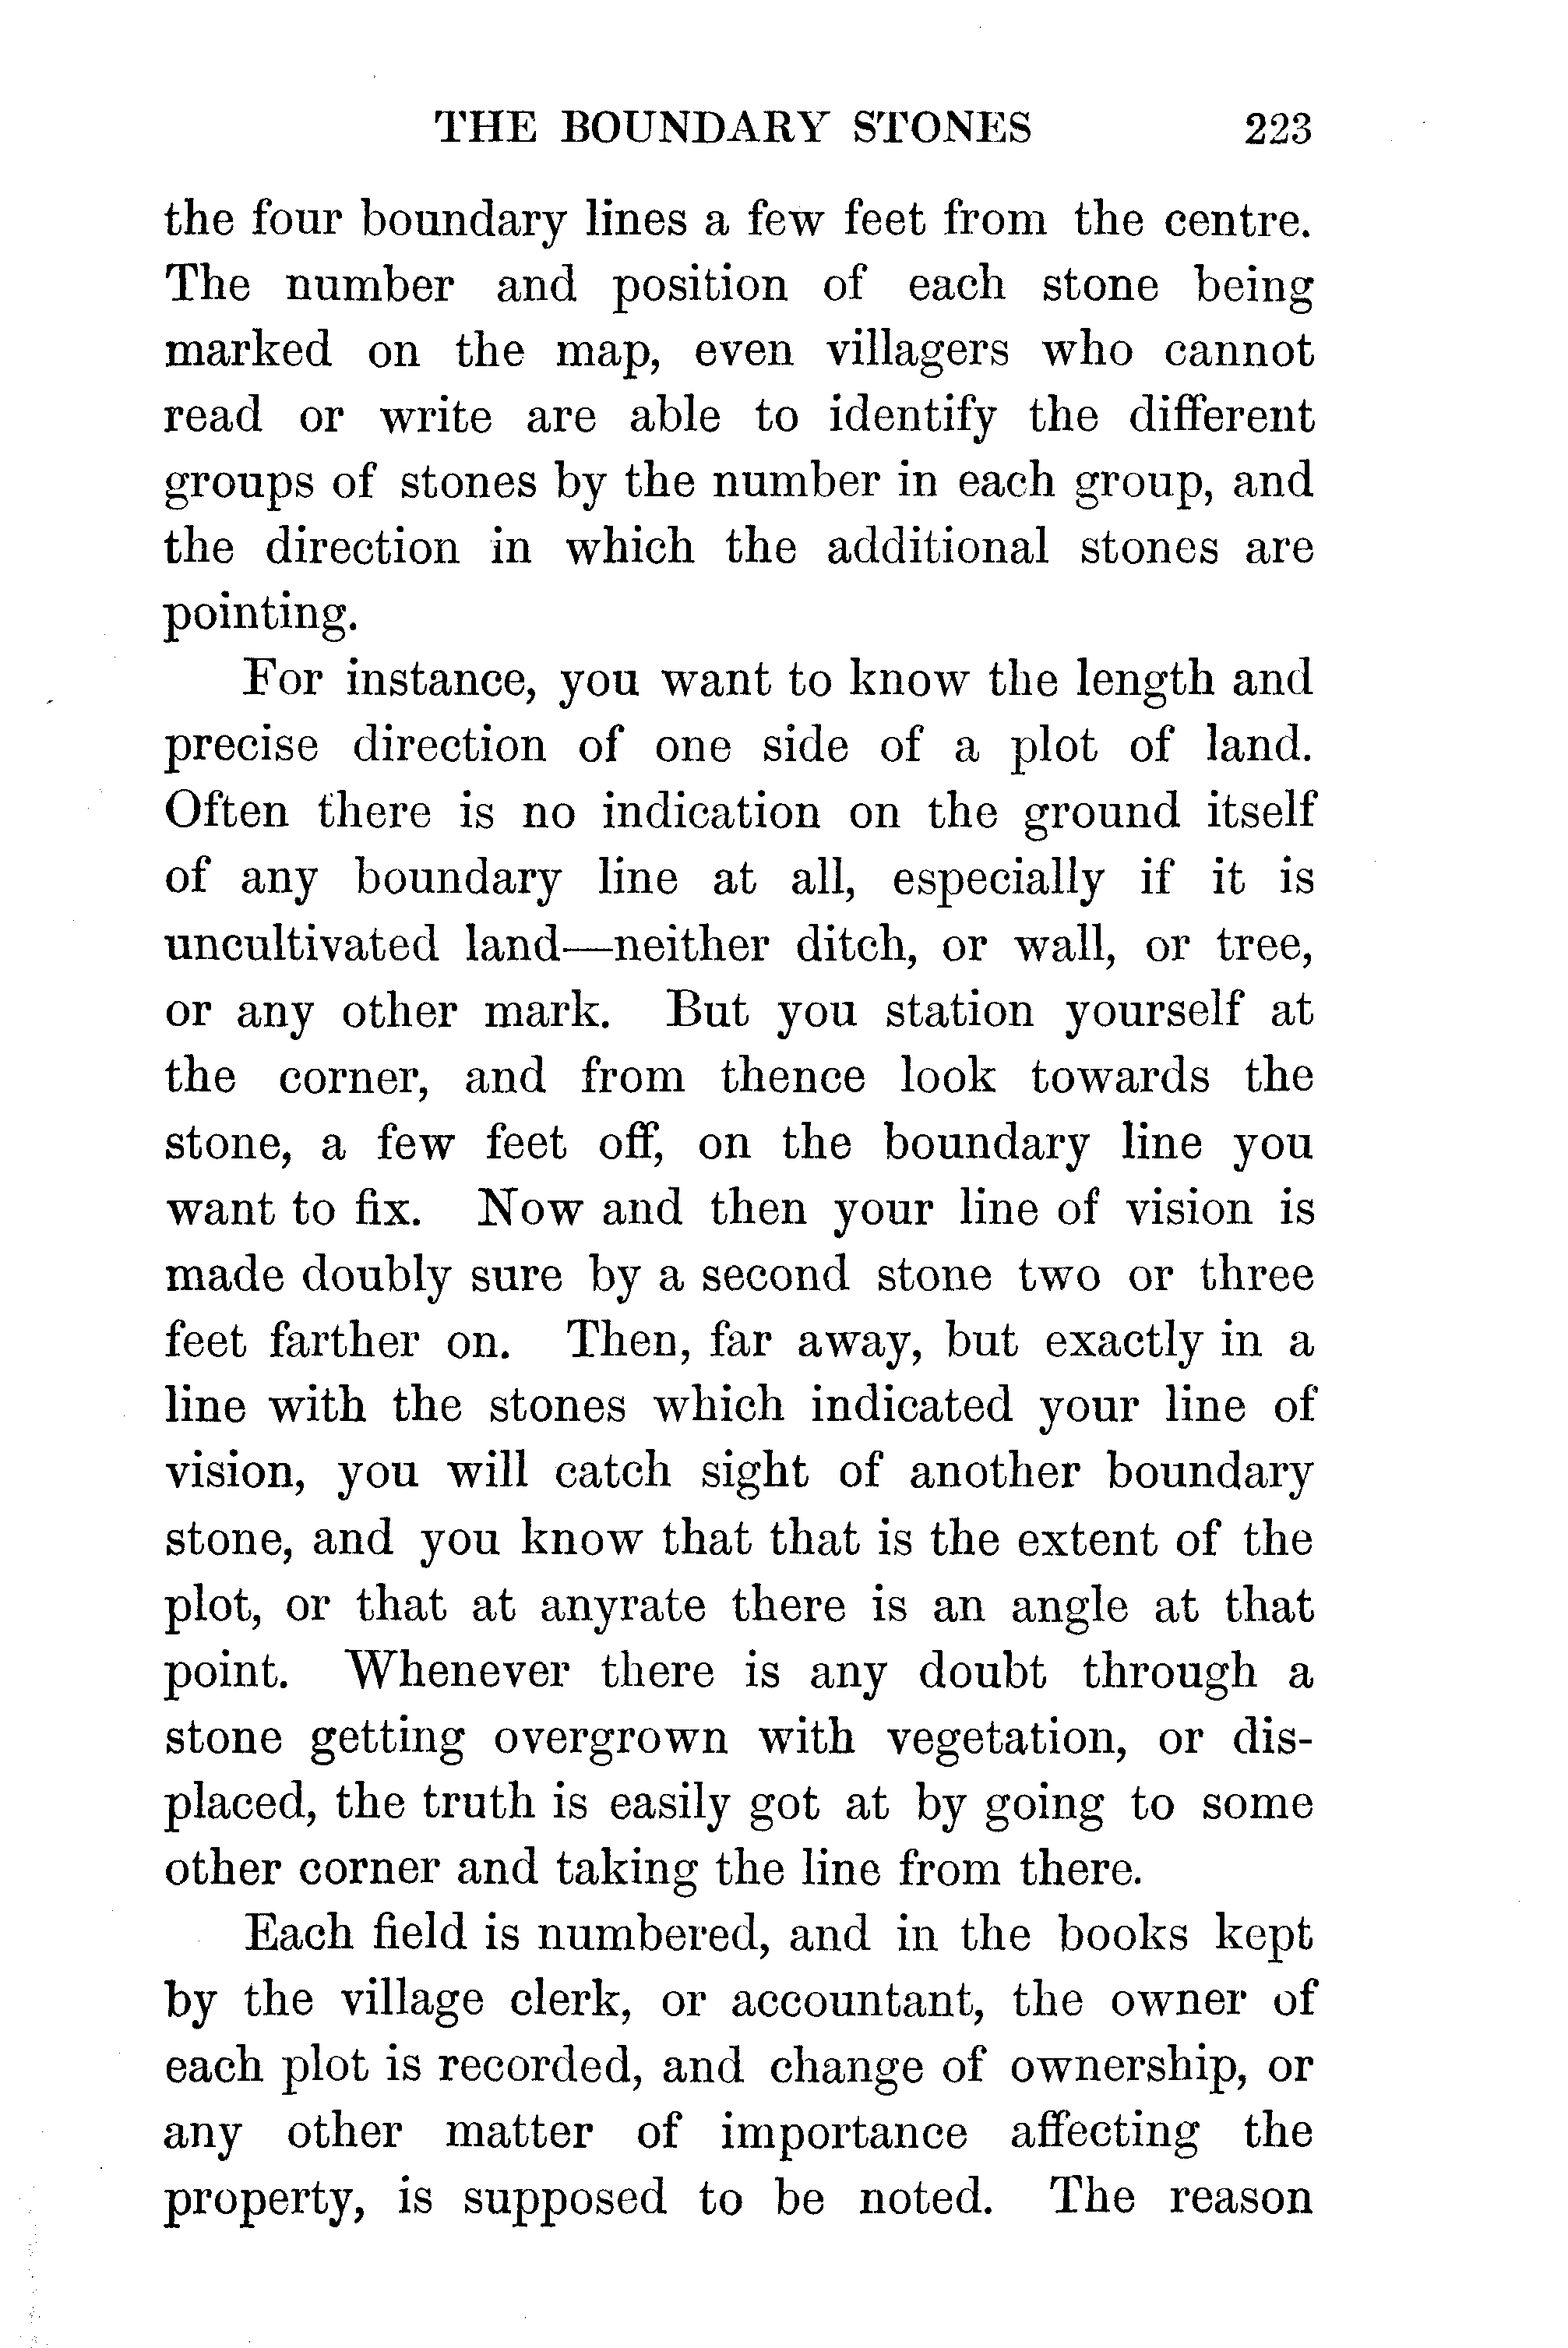 THE BOUNDARY STONES 223
the four boundary lines a few feet from the centre.
The number and position of each stone being
marked on the map, even villagers who cannot
read or write are able to identify the different
groups of stones by the number in each group, and
the direction in which the additional stones are
pointing.
For instance, you want to know the length and
precise direction of one side of a plot of land.
Often there is no indication on the ground itself
of any boundary line at all, especially if it is
uncultivated land—neither ditch, or wall, or tree,
or any other mark. But you station yourself at
the corner, and from thence look towards the
stone, a few feet off, on the boundary line you
want to fix. Now and then your line of vision is
made doubly sure by a second stone two or three
feet farther on. Then, far away, but exactly in a
line with the stones which indicated your line of
vision, you will catch sight of another boundary
stone, and you know that that is the extent of the
plot, or that at anyrate there is an angle at that
point. Whenever there is any doubt through a
stone getting overgrown with vegetation, or dis-
placed, the truth is easily got at by going to some
other corner and taking the line from there.
Each field is numbered, and in the books kept
by the village clerk, or accountant, the owner of
each plot is recorded, and change of ownership, or
any other matter of importance affecting the
property, is supposed to be noted. The reason